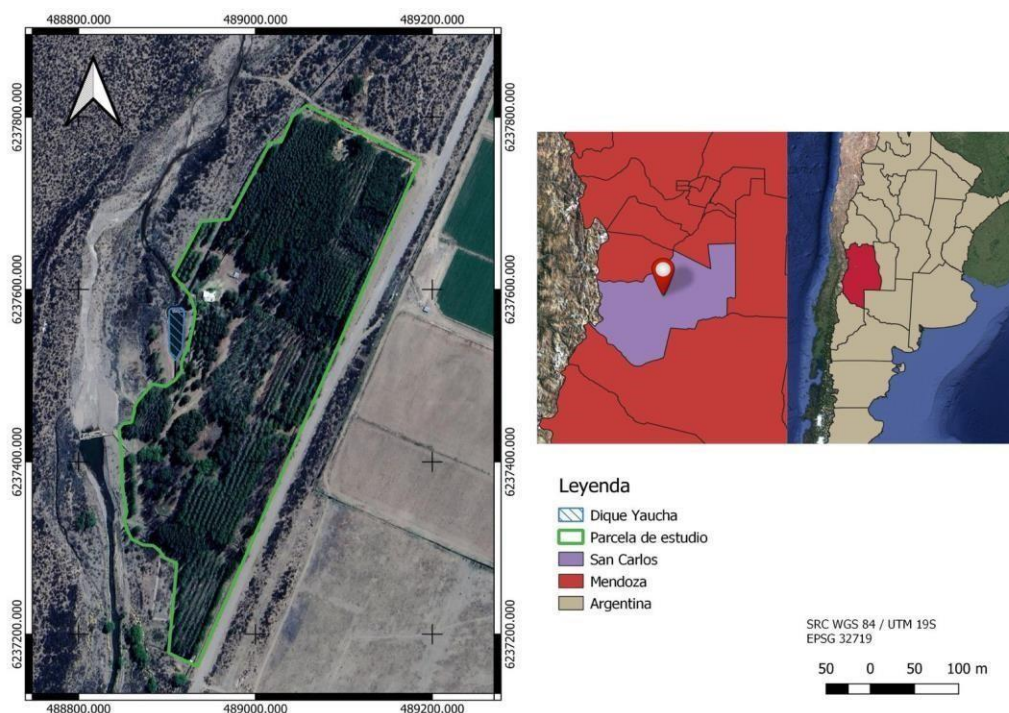 488800.000 489000.000 489200.000
6237800.000 6237800.000
6237600.000 6237600.000
6237400.000 6237400.000
6237200.000 6237200.000
488800.000 489000.000 489200.000
Leyenda
Dique Yaucha
Parcela de estudio
San Carlos
Mendoza
Argentina
SRC WGS 84 / UTM 19S
EPSG 32719
50 0 50 100 m